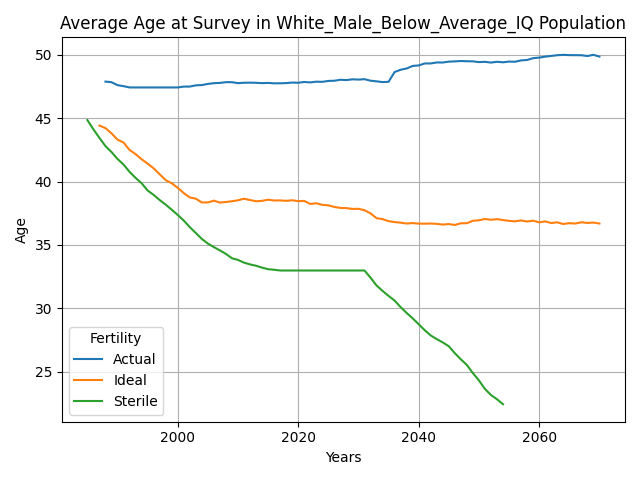 Average Age at Survey in White_Male_Below_Average_IQ Population
50
45
40
35
30
25
Age
Fertility
Actual
Ideal
Sterile
2000
2020
2040
2060
Years